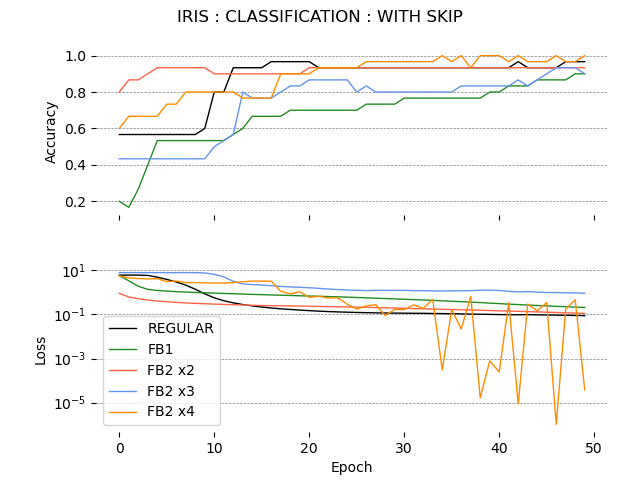 IRIS : CLASSIFICATION : WITH SKIP
Accuracy
1.0
0.8
0.6
0.4
0.2
Loss
10^1
10^-1
10^-3
10^-5
REGULAR
FB1
FB2 x2
FB2 x3
FB2 x4
0 10 20 30 40 50
Epoch